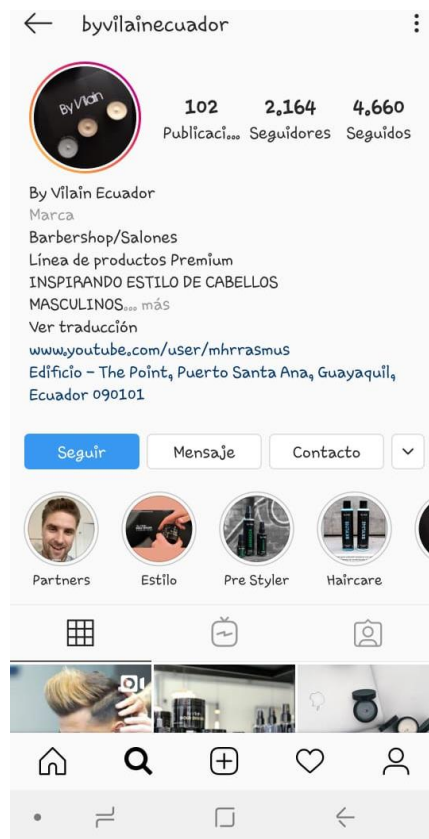 byvilainecuador
By Vilain
102 2,164 4,660
Publicaci... Seguidores Seguidos
By Vilain Ecuador
Marca
Barbershop/Salones
Línea de productos Premium
INSPIRANDO ESTILO DE CABELLOS
MASCULINOS... más
Ver traducción
www.youtube.com/user/mhrrasmus
Edificio - The Point, Puerto Santa Ana, Guayaquil,
Ecuador 090101
Seguir Mensaje Contacto
Partners Estilo Pre Styler Haircare